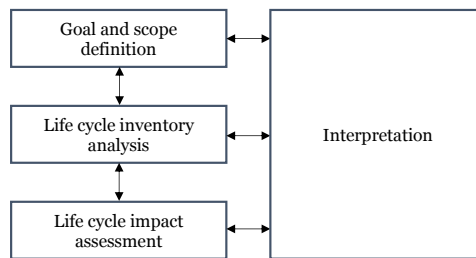 Goal and scope
definition
Life cycle inventory
analysis
Interpretation
Life cycle impact
assessment